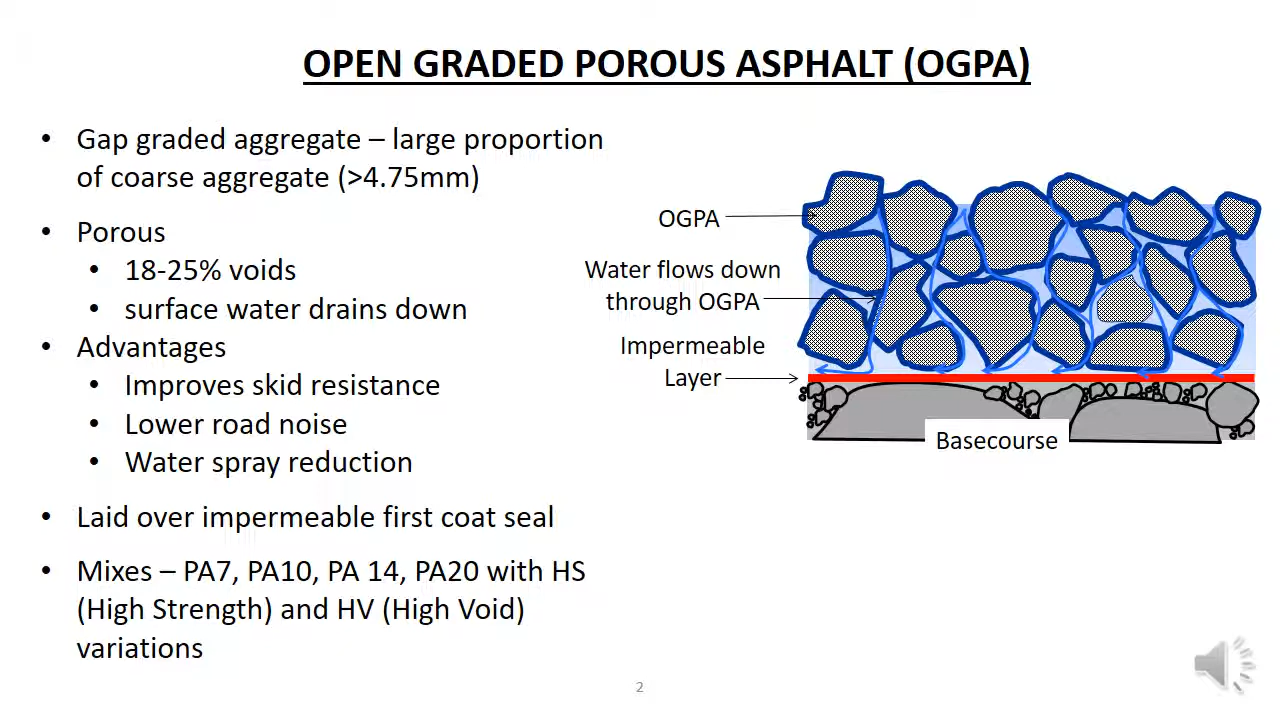 OPEN GRADED POROUS ASPHALT (OGPA)
• Gap graded aggregate – large proportion
of coarse aggregate (>4.75mm)
• Porous
• 18-25% voids
• surface water drains down
• Advantages
• Improves skid resistance
• Lower road noise
• Water spray reduction
• Laid over impermeable first coat seal
• Mixes – PA7, PA10, PA 14, PA20 with HS
(High Strength) and HV (High Void)
variations
OGPA
Water flows down
through OGPA
Impermeable
Layer
Basecourse
2